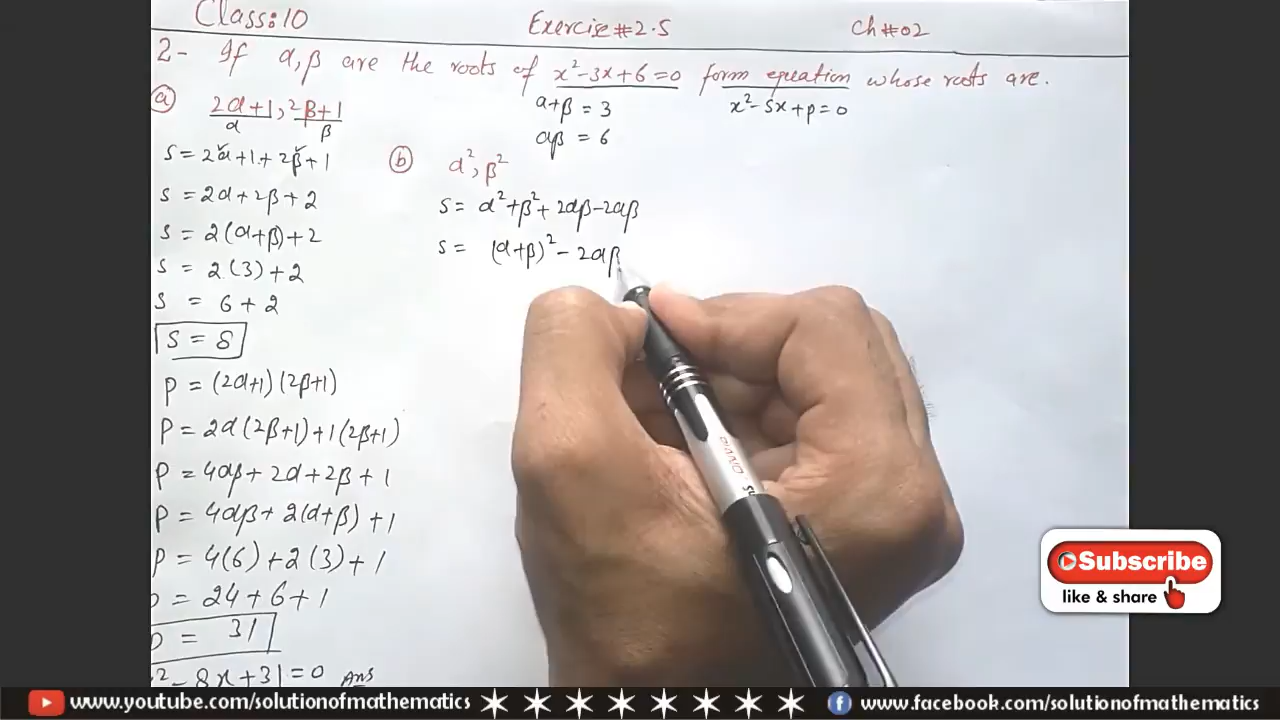 Class:10 Exercise#2.5 Ch#02
2- If α,β are the roots of x²-3x+6=0 form equation whose roots are.
α+β = 3 x²-Sx+p=0
αβ = 6
ⓐ 2α+1, 2β+1
α β
S = 2α+1+2β+1
S = 2α+2β+2
S = 2(α+β)+2
S = 2(3)+2
S = 6+2
S = 8
P = (2α+1)(2β+1)
P = 2α(2β+1)+1(2β+1)
P = 4αβ+2α+2β+1
P = 4αβ+2(α+β)+1
P = 4(6)+2(3)+1
= 24+6+1
= 31
²-8x+31=0 Ans
ⓑ α²,β²
S = α²+β²+2αβ-2αβ
S = (α+β)²-2αβ
DIANO
Subscribe
like & share
www.youtube.com/solutionofmathematics
www.facebook.com/solutionofmathematics